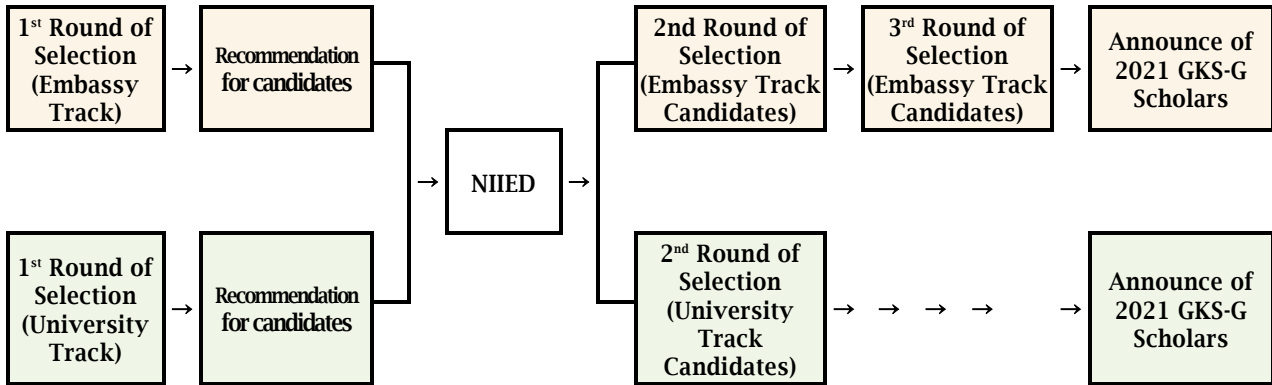 1st Round of
Selection
(Embassy
Track)
→
Recommendation
for candidates
2nd Round of
Selection
(Embassy Track
Candidates)
→
3rd Round of
Selection
(Embassy Track
Candidates)
→
Announce of
2021 GKS-G
Scholars
→
NIIED
→
1st Round of
Selection
(University
Track)
→
Recommendation
for candidates
2nd Round of
Selection
(University
Track
Candidates)
→ → → → →
Announce of
2021 GKS-G
Scholars